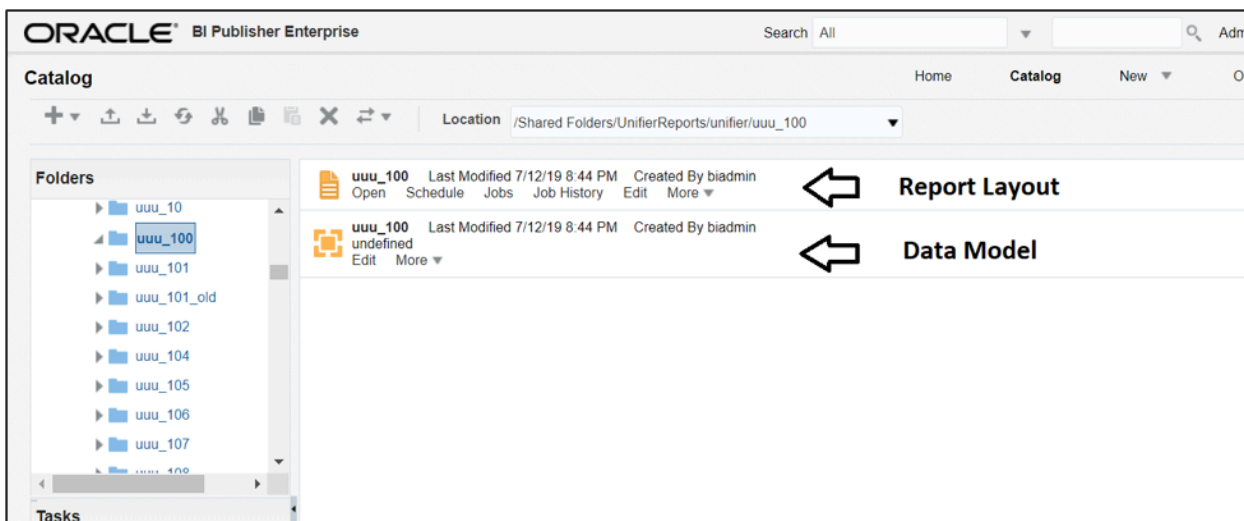 ORACLE® BI Publisher Enterprise Search All Adm
Catalog Home Catalog New O
Location /Shared Folders/UnifierReports/unifier/uuu_100
Folders
uuu_10
uuu_100
uuu_101
uuu_101_old
uuu_102
uuu_104
uuu_105
uuu_106
uuu_107
uuu_108
Tasks
uuu_100 Last Modified 7/12/19 8:44 PM Created By biadmin
Open Schedule Jobs Job History Edit More
Report Layout
uuu_100 Last Modified 7/12/19 8:44 PM Created By biadmin
undefined
Edit More
Data Model